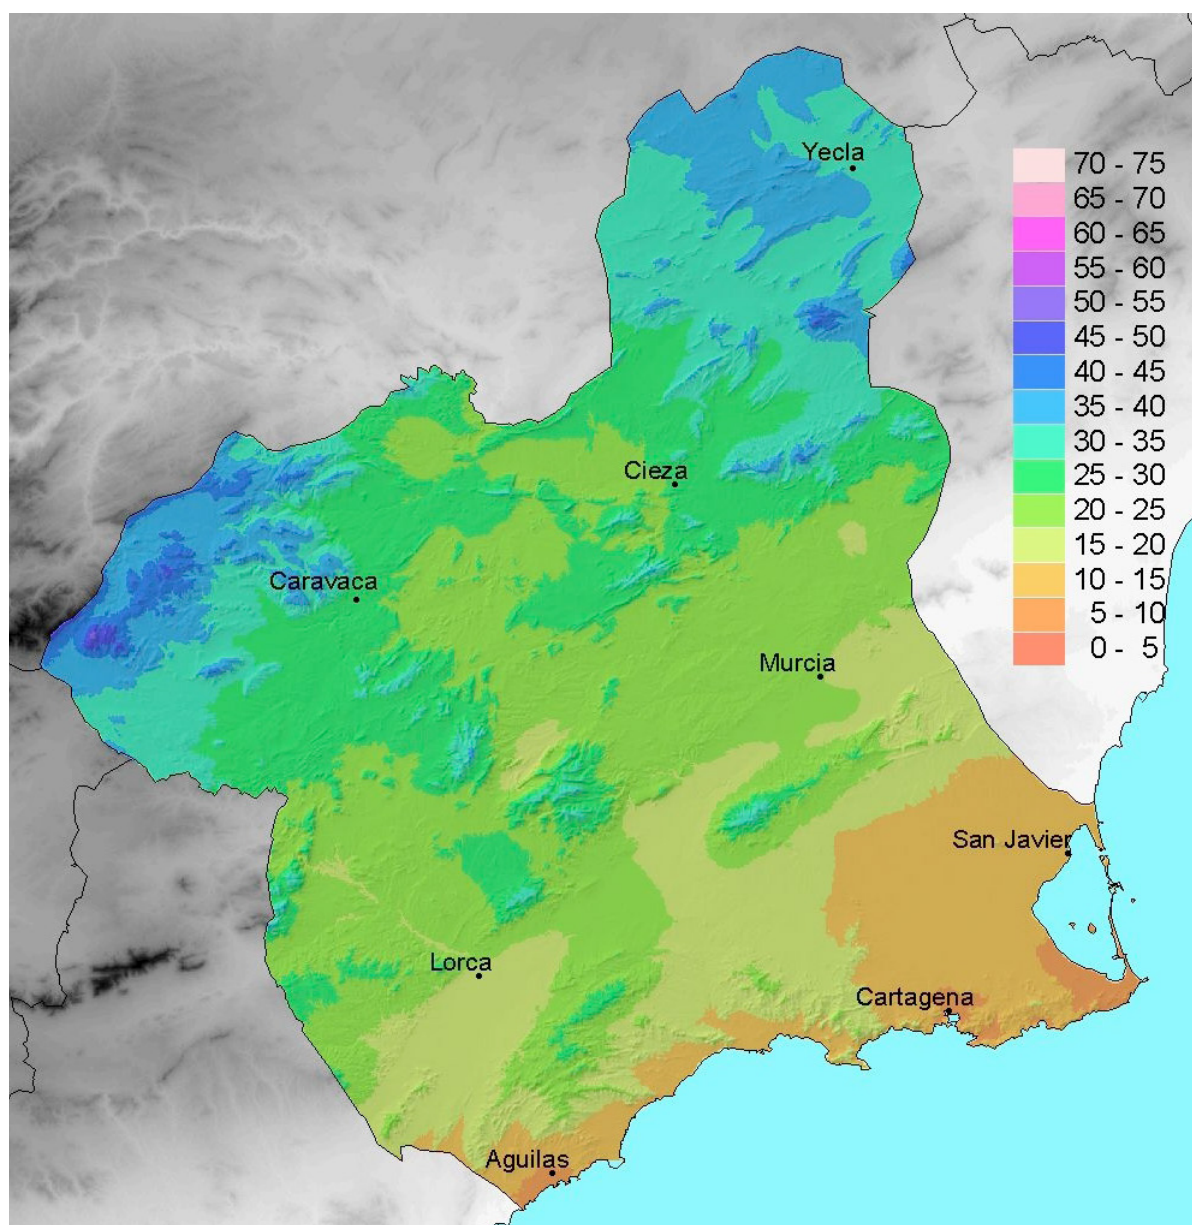 Yecla
70 - 75
65 - 70
60 - 65
55 - 60
50 - 55
45 - 50
40 - 45
35 - 40
30 - 35
25 - 30
20 - 25
15 - 20
10 - 15
5 - 10
0 - 5
Cieza
Caravaca
Murcia
San Javier
Lorca
Cartagena
Aguilas